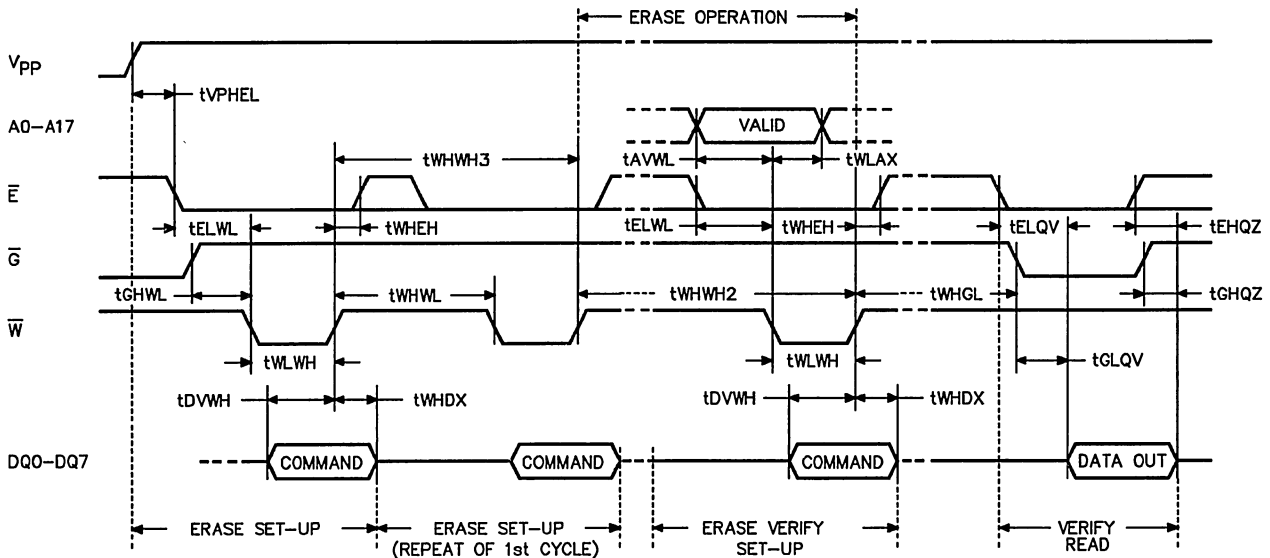 ERASE OPERATION
VPP
tVPHEL
A0-A17
VALID
tWHWH3
tAVWL
tWLAX
E
tELWL
tWHEH
tELWL
tWHEH
tELQV
tEHQZ
G
tGHWL
tWHWL
tWHWH2
tWHGL
tGHQZ
W
tWLWH
tWLWH
tGLQV
tDVWH
tWHDX
tDVWH
tWHDX
DQ0-DQ7
COMMAND
COMMAND
COMMAND
DATA OUT
ERASE SET-UP
ERASE SET-UP
(REPEAT OF 1st CYCLE)
ERASE VERIFY
SET-UP
VERIFY
READ